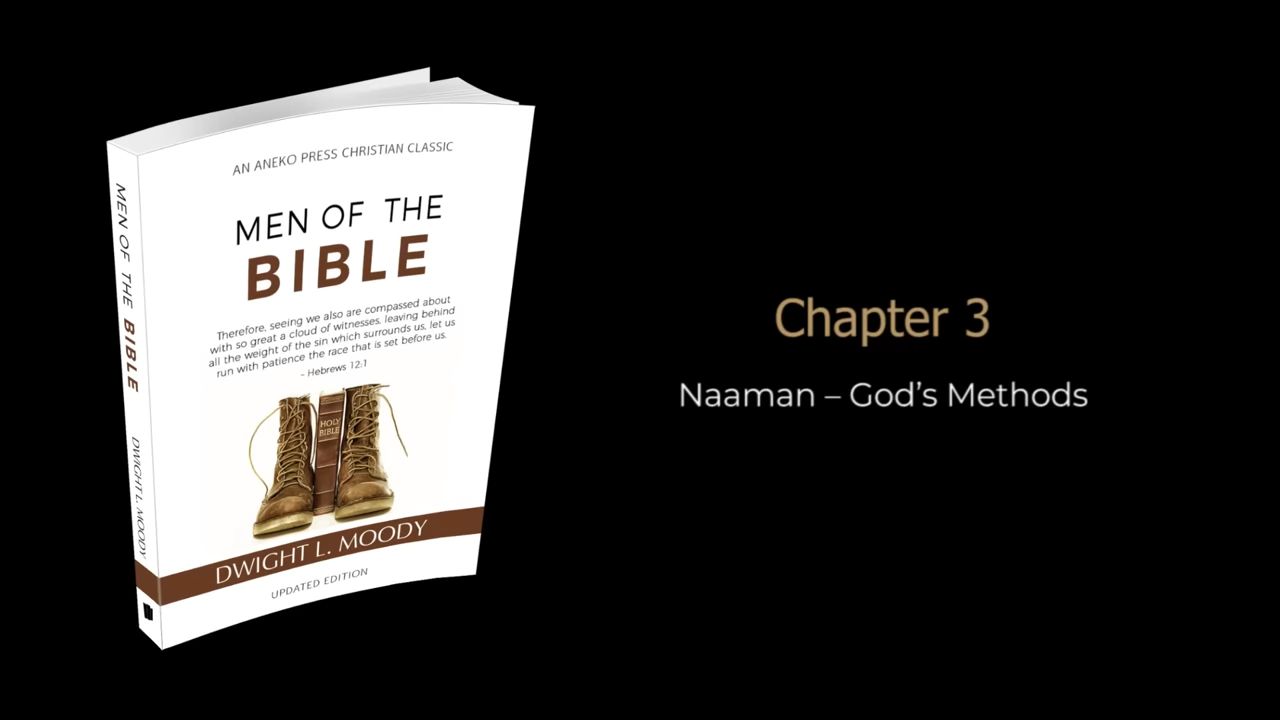 AN ANEKO PRESS CHRISTIAN CLASSIC
MEN OF THE
BIBLE
Therefore, seeing we also are compassed about
with so great a cloud of witnesses, leaving behind
all the weight of the sin which surrounds us, let us
run with patience the race that is set before us.
– Hebrews 12:1
HOLY
BIBLE
DWIGHT L. MOODY
UPDATED EDITION
MEN OF THE BIBLE
DWIGHT L. MOODY
Chapter 3
Naaman – God’s Methods